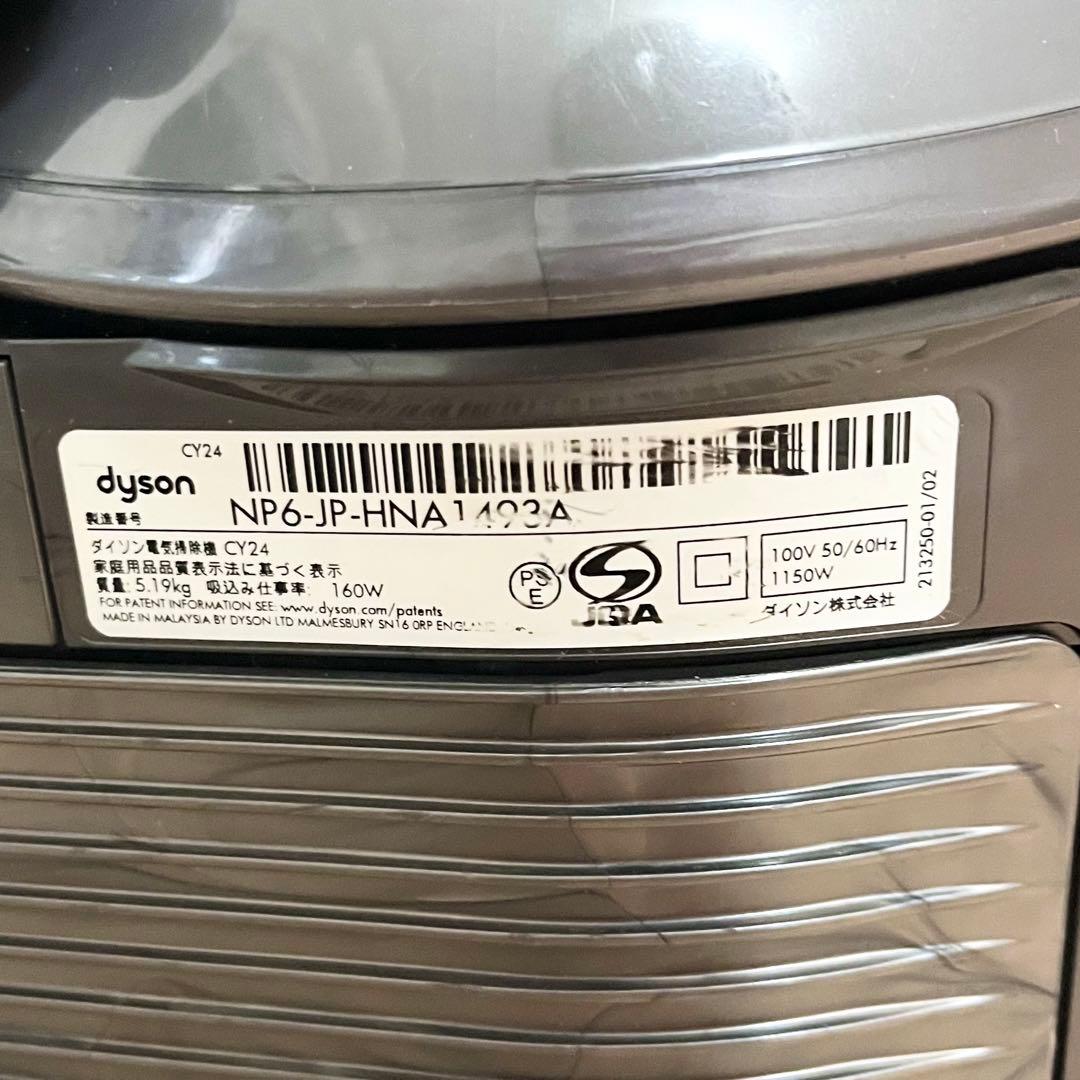 CY24
dyson
製造番号
NP6-JP-HNA1493A
ダイソン電気掃除機 CY24
家庭用品品質表示法に基づく表示
質量: 5.19kg 吸込み仕事率: 160W
FOR PATENT INFORMATION SEE: www.dyson.com/patents
MADE IN MALAYSIA BY DYSON LTD MALMESBURY SN16 0RP ENGLAND
PS
E
S
JQA
100V 50/60Hz
1150W
ダイソン株式会社
213250-01/02